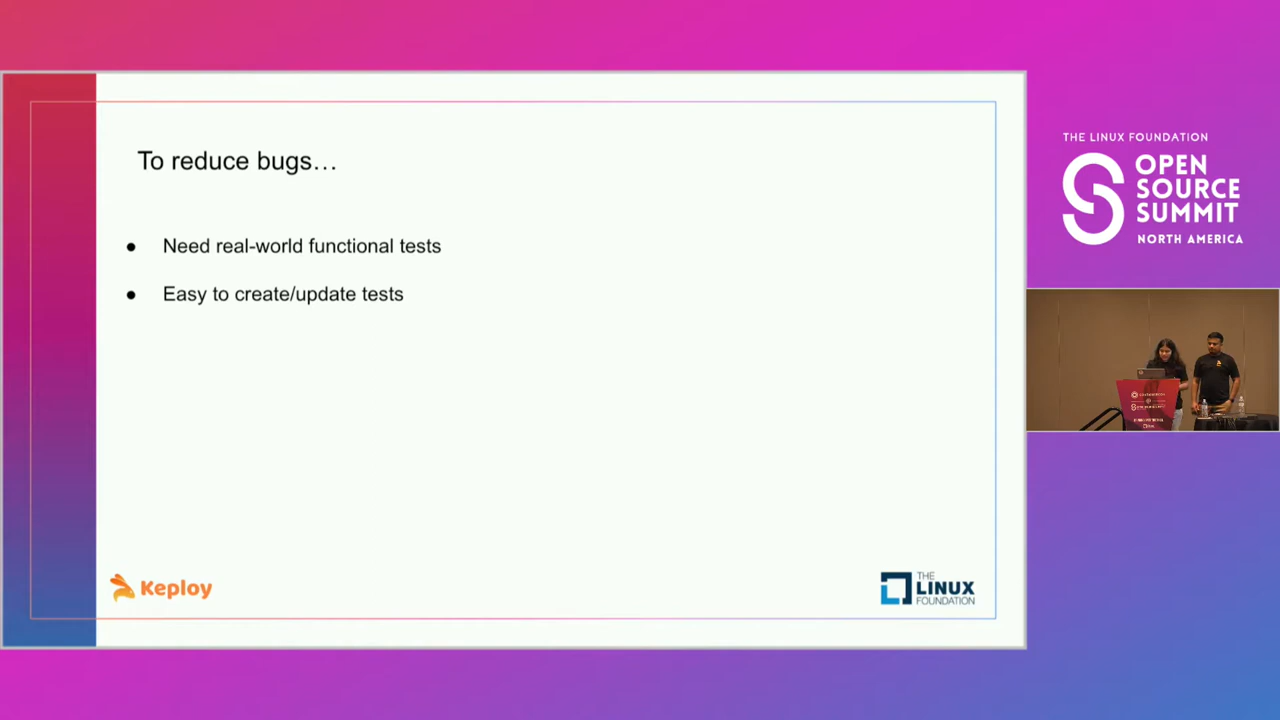 To reduce bugs…
● Need real-world functional tests
● Easy to create/update tests
Keploy
THE
LINUX
FOUNDATION
THE LINUX FOUNDATION
OPEN
SOURCE
SUMMIT
NORTH AMERICA